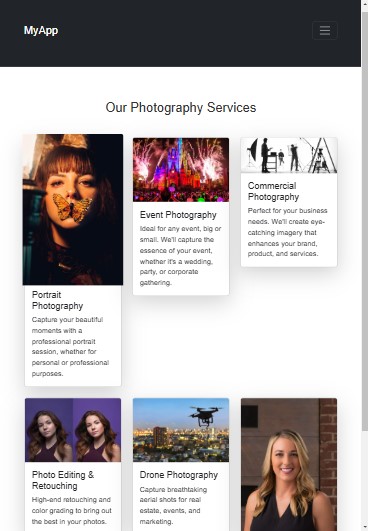 MyApp
Our Photography Services
Portrait
Photography
Capture your beautiful
moments with a
professional portrait
session, whether for
personal or professional
purposes.
Event Photography
Ideal for any event, big or
small. We'll capture the
essence of your event,
whether it's a wedding,
party, or corporate
gathering.
Commercial
Photography
Perfect for your business
needs. We'll create eye-
catching imagery that
enhances your brand,
product, and services.
Photo Editing &
Retouching
High-end retouching and
color grading to bring out
the best in your photos.
Drone Photography
Capture breathtaking
aerial shots for real
estate, events, and
marketing.